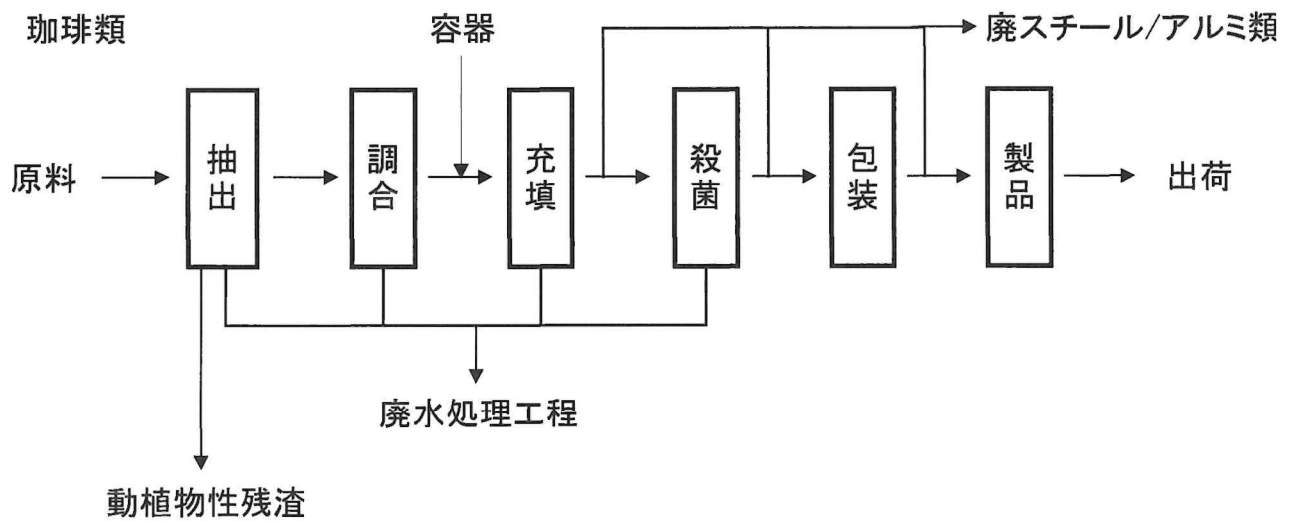 珈琲類
容器
廃スチール/アルミ類
原料
抽出
調合
充填
殺菌
包装
製品
出荷
廃水処理工程
動植物性残渣